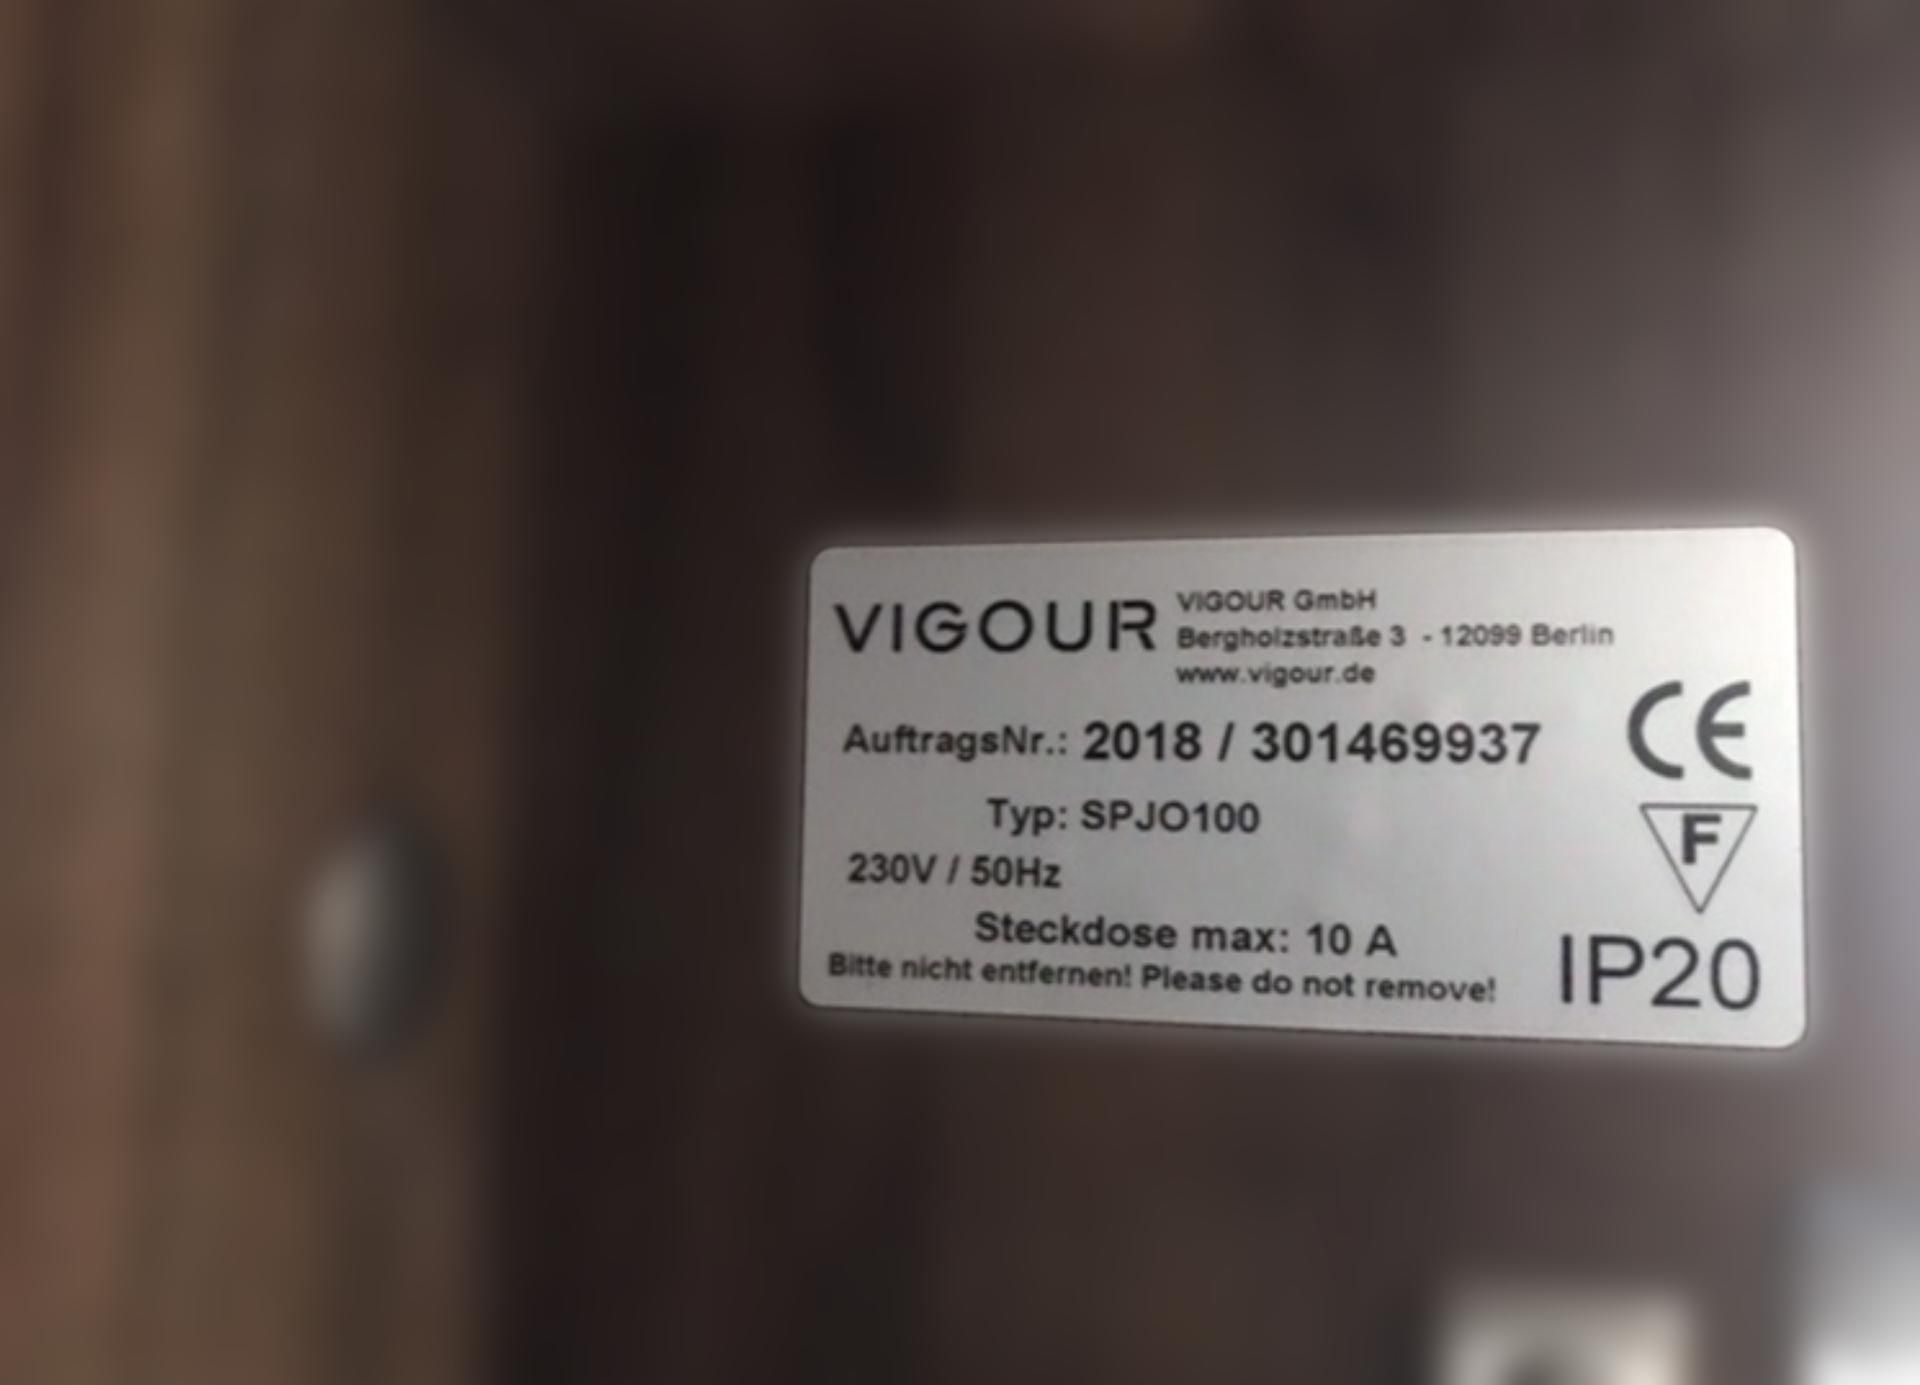 VIGOUR
VIGOUR GmbH
Bergholzstraße 3 - 12099 Berlin
www.vigour.de
AuftragsNr.: 2018 / 301469937
CE
Typ: SPJO100
F
230V / 50Hz
Steckdose max: 10 A
Bitte nicht entfernen! Please do not remove!
IP20